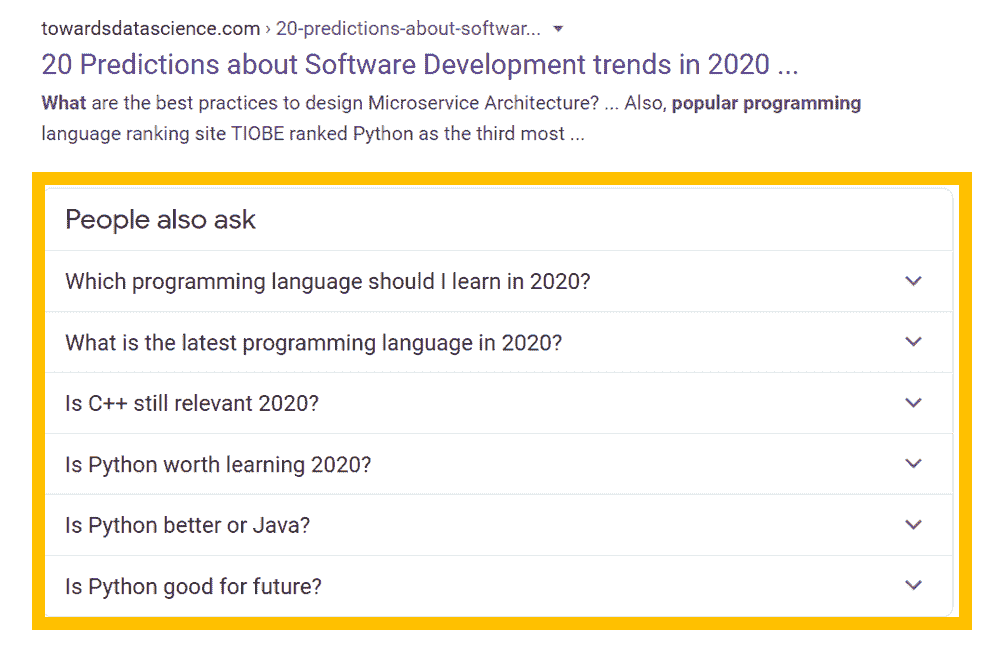 towardsdatascience.com › 20-predictions-about-softwar...
20 Predictions about Software Development trends in 2020 ...
What are the best practices to design Microservice Architecture? ... Also, popular programming
language ranking site TIOBE ranked Python as the third most ...
People also ask
Which programming language should I learn in 2020?
What is the latest programming language in 2020?
Is C++ still relevant 2020?
Is Python worth learning 2020?
Is Python better or Java?
Is Python good for future?